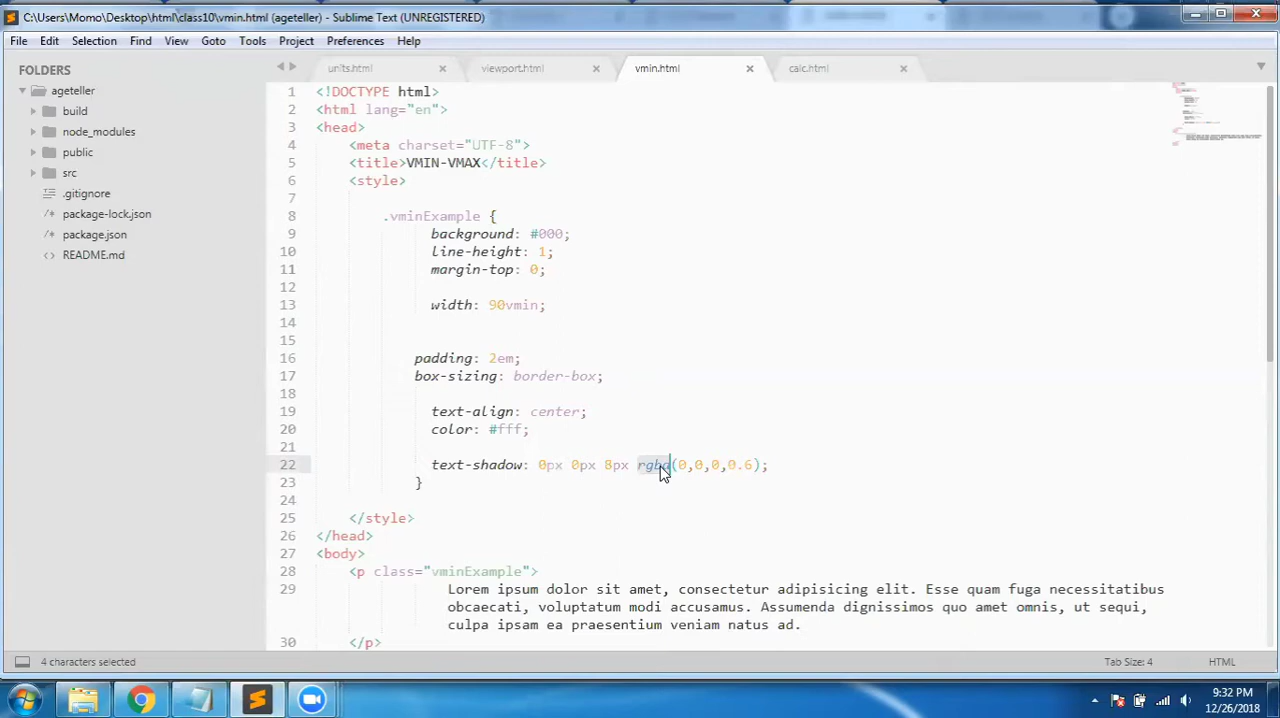 C:\Users\Momo\Desktop\html\class10\vmin.html (ageteller) - Sublime Text (UNREGISTERED)
File Edit Selection Find View Goto Tools Project Preferences Help
FOLDERS
ageteller
build
node_modules
public
src
.gitignore
package-lock.json
package.json
README.md
units.html viewport.html vmin.html calc.html
1 <!DOCTYPE html>
2 <html lang="en">
3 <head>
4 <meta charset="UTF-8">
5 <title>VMIN-VMAX</title>
6 <style>
7
8 .vminExample {
9 background: #000;
10 line-height: 1;
11 margin-top: 0;
12
13 width: 90vmin;
14
15
16 padding: 2em;
17 box-sizing: border-box;
18
19 text-align: center;
20 color: #fff;
21
22 text-shadow: 0px 0px 8px rgba(0,0,0,0.6);
23 }
24
25 </style>
26 </head>
27 <body>
28 <p class="vminExample">
29 Lorem ipsum dolor sit amet, consectetur adipisicing elit. Esse quam fuga necessitatibus
obcaecati, voluptatum modi accusamus. Assumenda dignissimos quo amet omnis, ut sequi,
culpa ipsam ea praesentium veniam natus ad.
30 </p>
4 characters selected Tab Size: 4 HTML
9:32 PM
12/26/2018